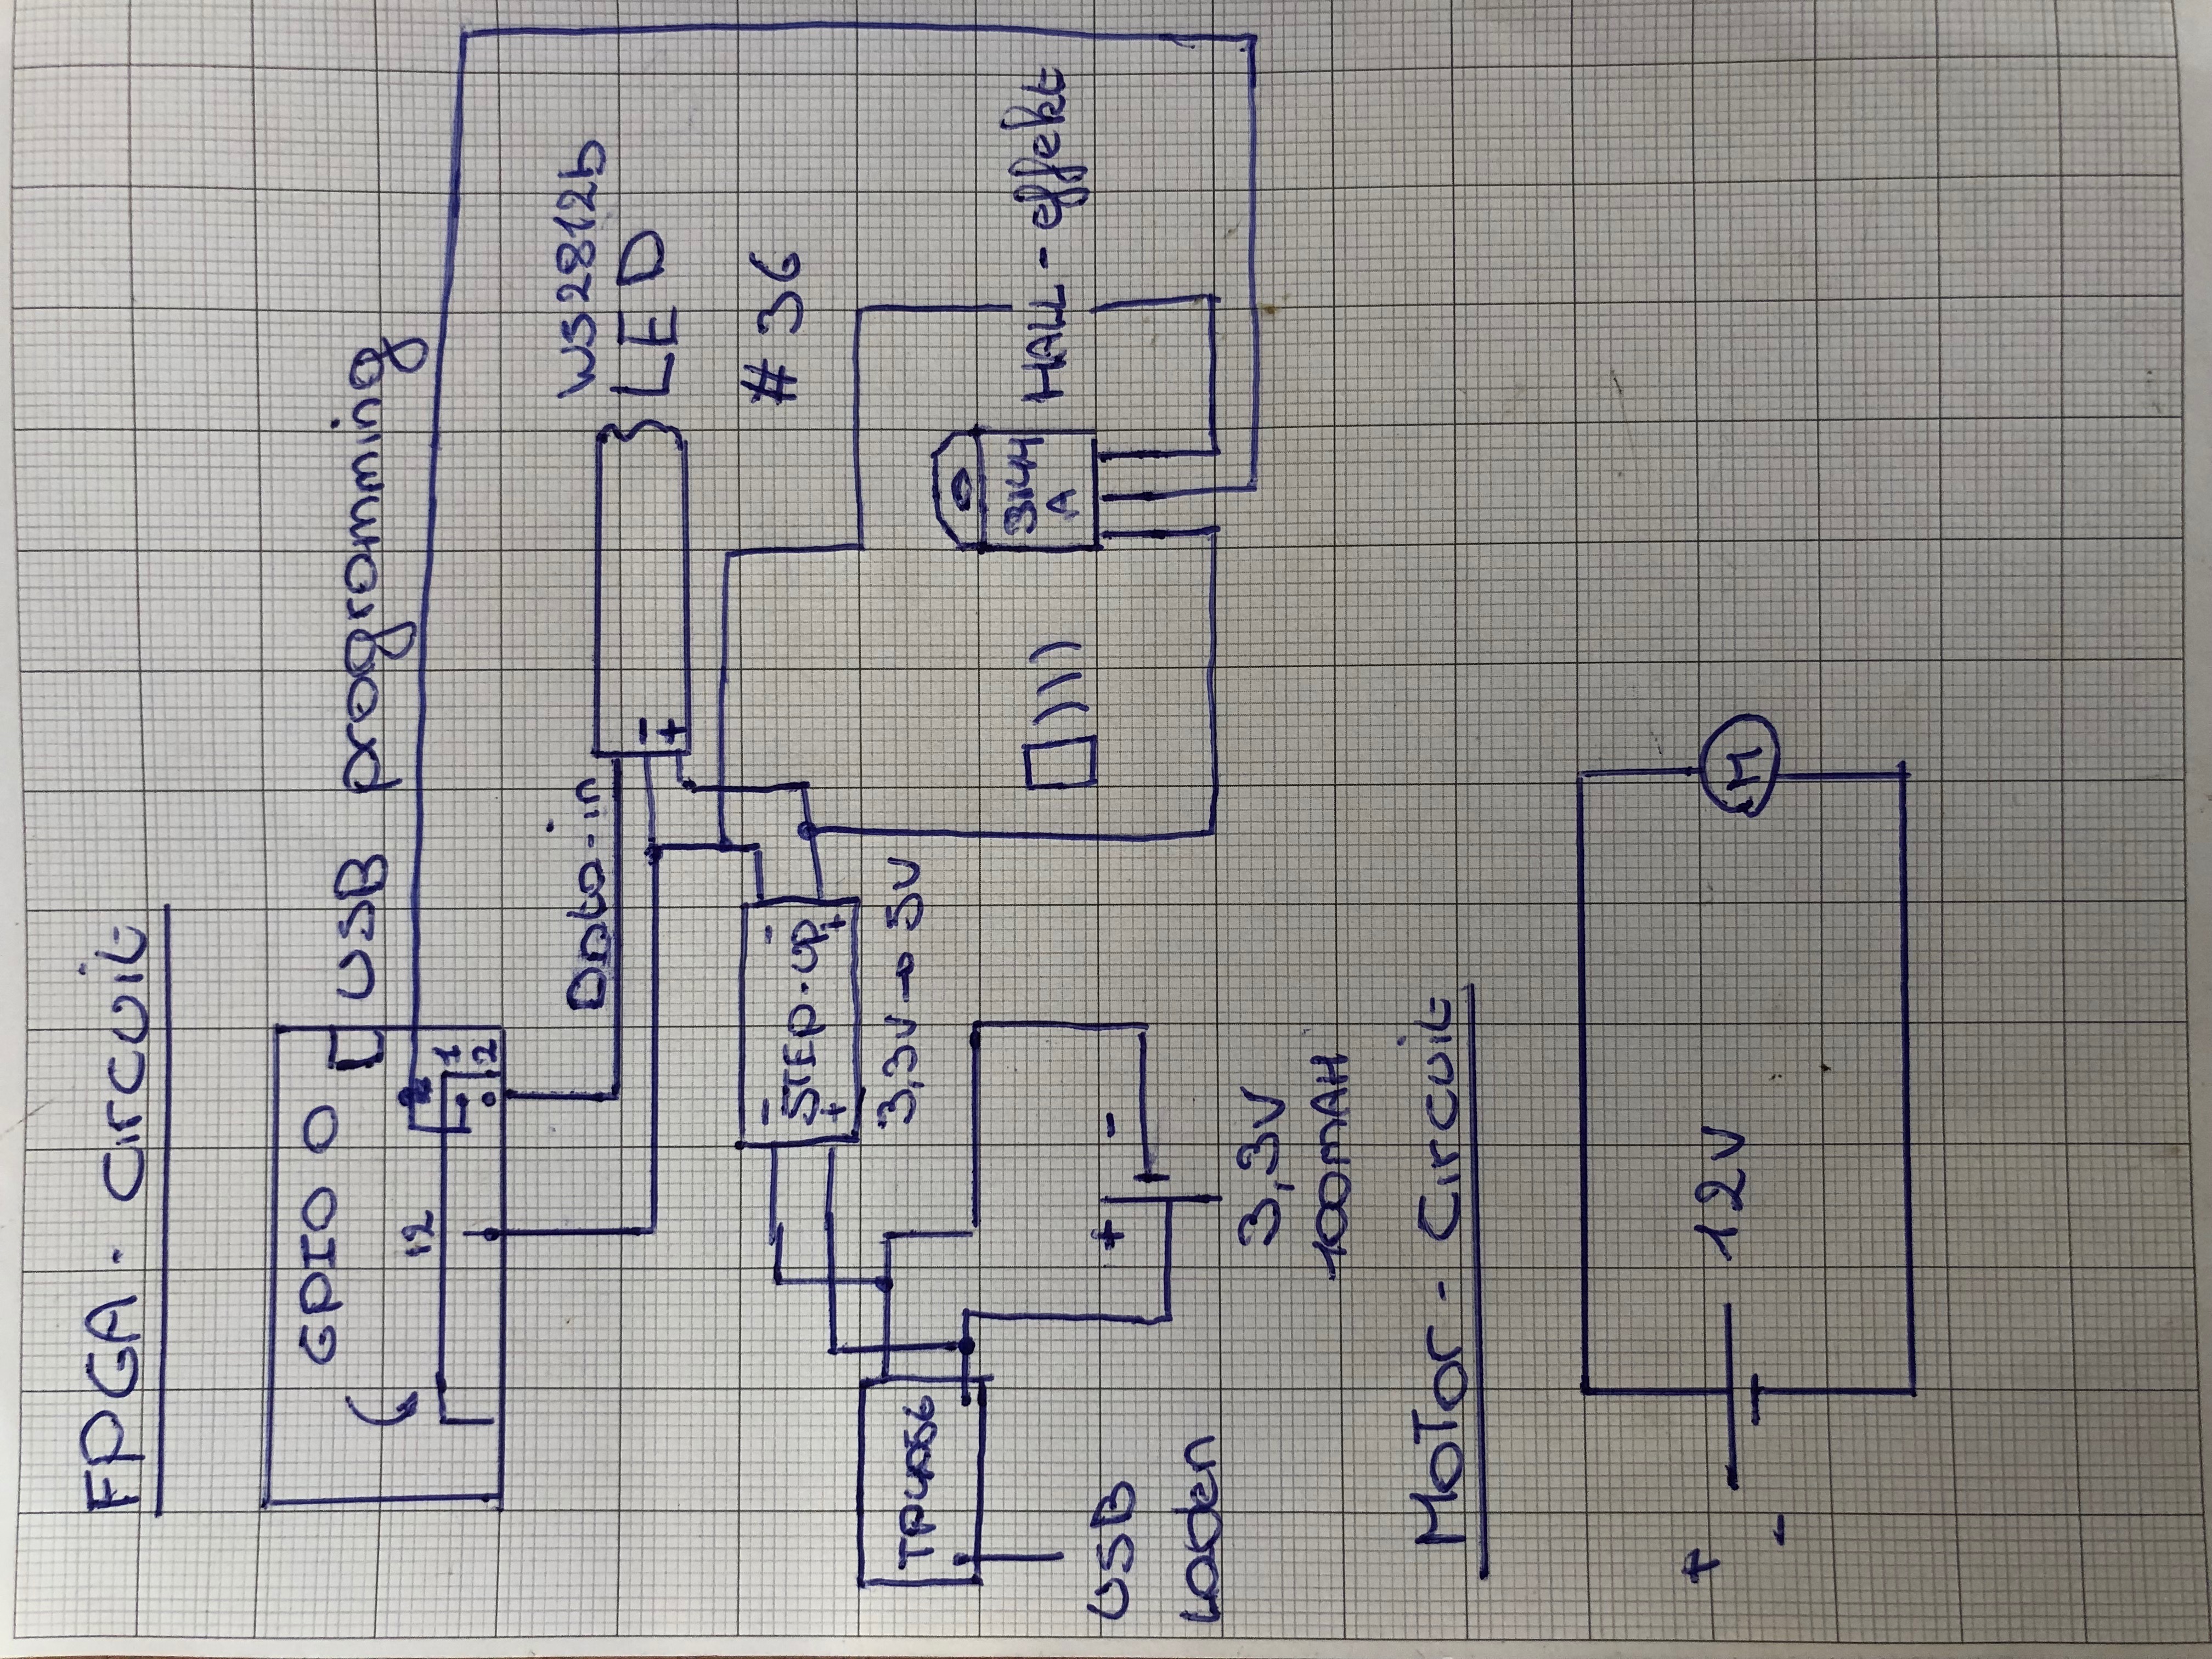 FPGA - Circuit
GPIO 0
USB programming
12
1
2
Data-in
WS2812b
LED
-
+
# 36
- -
STEP-UP
+ +
3,3V → 5V
TP4056
3144
A
HALL-effekt
USB
Laden
+ -
3,3V
100mAH
MoTor - Circuit
+
12V
M
-